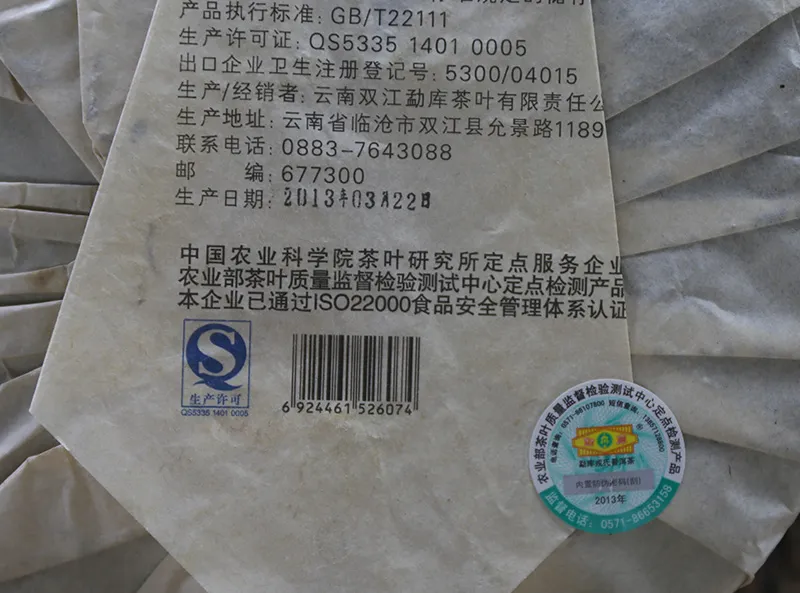 产品执行标准: GB/T22111
生产许可证: QS5335 1401 0005
出口企业卫生注册登记号: 5300/04015
生产/经销者: 云南双江勐库茶叶有限责任公
生产地址: 云南省临沧市双江县允景路1189
联系电话: 0883-7643088
邮 编: 677300
生产日期: 2013年03月22日
中国农业科学院茶叶研究所定点服务企业
农业部茶叶质量监督检验测试中心定点检测产品
本企业已通过ISO22000食品安全管理体系认证
生产许可
QS5335 1401 0005
6 924461 526074
农业部茶叶质量监督检验测试中心定点检测产品
2013年
监督电话: 0571-86653158